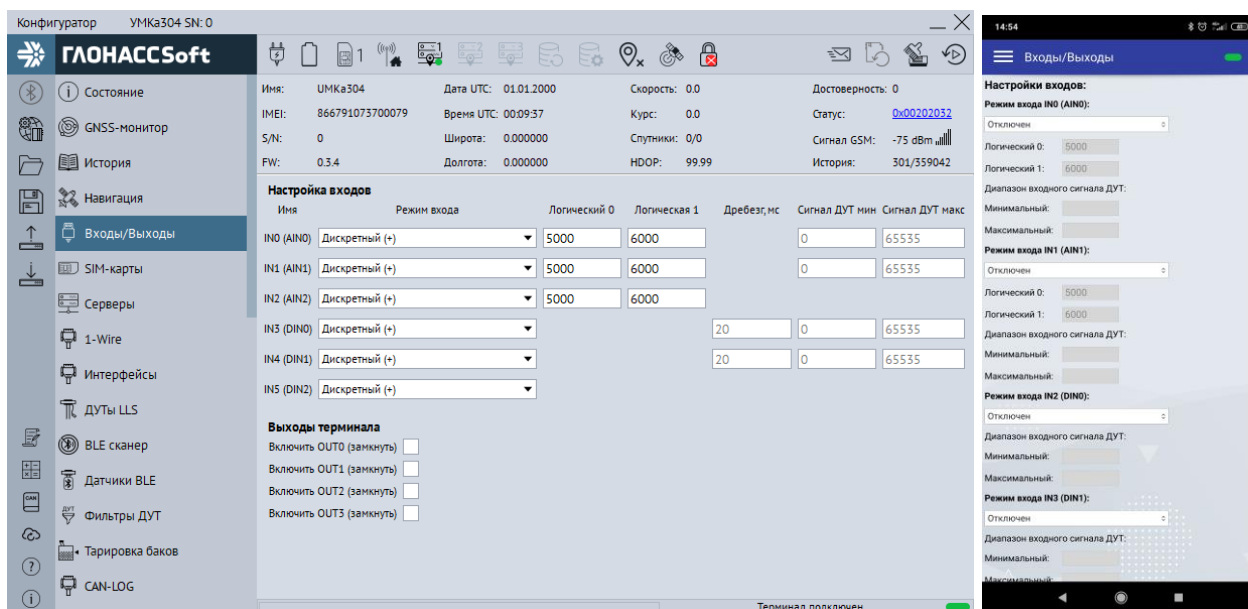 Конфигуратор УМКа304 SN: 0
ГЛОНАССSoft
1
1
Имя: УМКа304 Дата UTC: 01.01.2000 Скорость: 0.0 Достоверность: 0
IMEI: 866791073700079 Время UTC: 00:09:37 Курс: 0.0 Статус: 0x00202032
S/N: 0 Широта: 0.000000 Спутники: 0/0 Сигнал GSM: -75 dBm
FW: 0.3.4 Долгота: 0.000000 HDOP: 99.99 История: 301/359042
Состояние
GNSS-монитор
История
Навигация
Входы/Выходы
SIM-карты
Серверы
1-Wire
Интерфейсы
ДУТы LLS
BLE сканер
Датчики BLE
Фильтры ДУТ
Тарировка баков
CAN-LOG
CAN
Настройка входов
Имя Режим входа Логический 0 Логическая 1 Дребезг, мс Сигнал ДУТ мин Сигнал ДУТ макс
IN0 (AIN0) Дискретный (+) 5000 6000 0 65535
IN1 (AIN1) Дискретный (+) 5000 6000 0 65535
IN2 (AIN2) Дискретный (+) 5000 6000
IN3 (DIN0) Дискретный (+) 20 0 65535
IN4 (DIN1) Дискретный (+) 20 0 65535
IN5 (DIN2) Дискретный (+)
Выходы терминала
Включить OUT0 (замкнуть)
Включить OUT1 (замкнуть)
Включить OUT2 (замкнуть)
Включить OUT3 (замкнуть)
Терминал подключен
14:54
Входы/Выходы
Настройки входов:
Режим входа IN0 (AIN0):
Отключен
Логический 0: 5000
Логический 1: 6000
Диапазон входного сигнала ДУТ:
Минимальный:
Максимальный:
Режим входа IN1 (AIN1):
Отключен
Логический 0: 5000
Логический 1: 6000
Диапазон входного сигнала ДУТ:
Минимальный:
Максимальный:
Режим входа IN2 (DIN0):
Отключен
Диапазон входного сигнала ДУТ:
Минимальный:
Максимальный:
Режим входа IN3 (DIN1):
Отключен
Диапазон входного сигнала ДУТ:
Минимальный:
Максимальный: